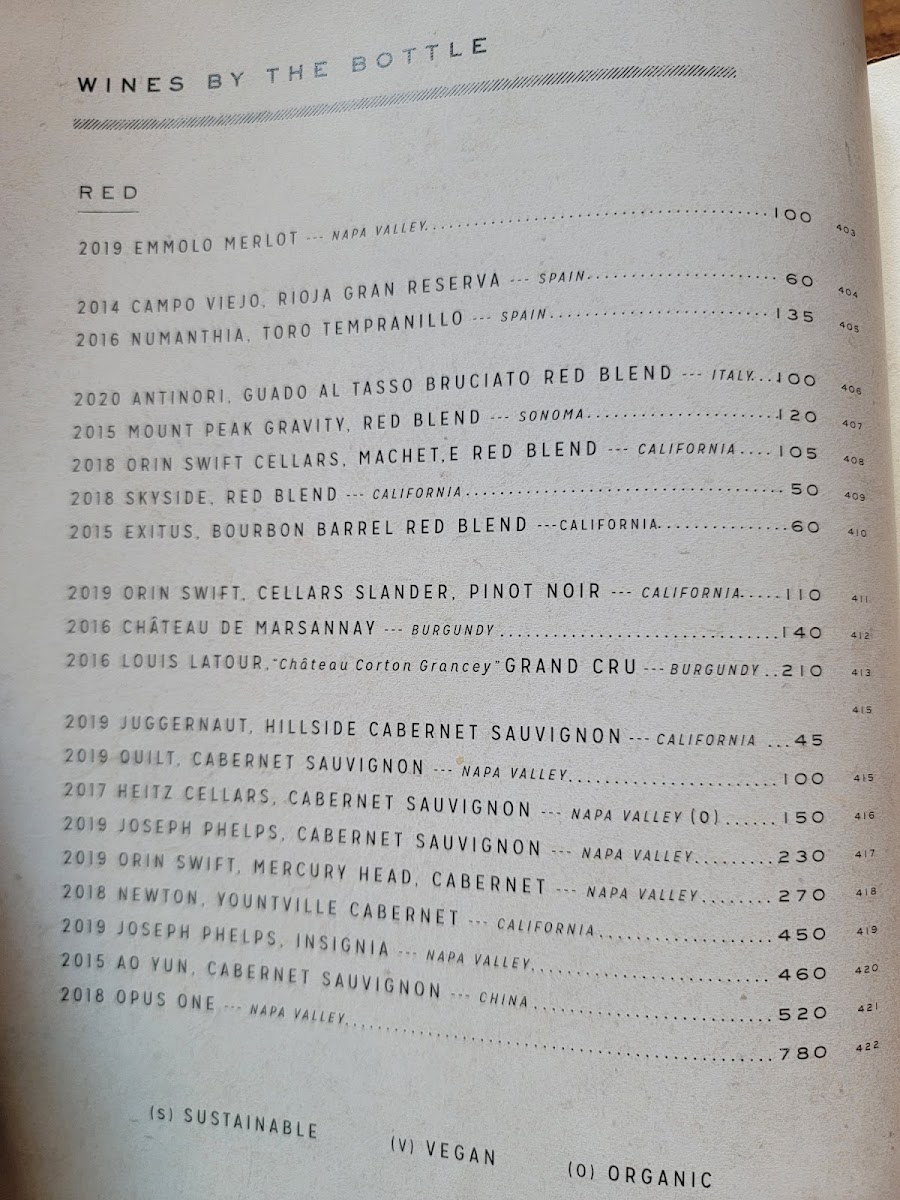 WINES BY THE BOTTLE
RED
2019 EMMOLO MERLOT --- NAPA VALLEY 100 403
2014 CAMPO VIEJO, RIOJA GRAN RESERVA --- SPAIN 60 404
2016 NUMANTHIA, TORO TEMPRANILLO --- SPAIN 135 405
2020 ANTINORI, GUADO AL TASSO BRUCIATO RED BLEND --- ITALY 100 406
2015 MOUNT PEAK GRAVITY, RED BLEND --- SONOMA 120 407
2018 ORIN SWIFT CELLARS, MACHET,E RED BLEND --- CALIFORNIA 105 408
2018 SKYSIDE, RED BLEND --- CALIFORNIA 50 409
2015 EXITUS, BOURBON BARREL RED BLEND ---CALIFORNIA 60 410
2019 ORIN SWIFT, CELLARS SLANDER, PINOT NOIR --- CALIFORNIA 110 411
2016 CHÂTEAU DE MARSANNAY --- BURGUNDY 140 412
2016 LOUIS LATOUR,"Château Corton Grancey" GRAND CRU --- BURGUNDY 210 413
2019 JUGGERNAUT, HILLSIDE CABERNET SAUVIGNON --- CALIFORNIA 45 415
2019 QUILT, CABERNET SAUVIGNON --- NAPA VALLEY 100 415
2017 HEITZ CELLARS, CABERNET SAUVIGNON --- NAPA VALLEY (O) 150 416
2019 JOSEPH PHELPS, CABERNET SAUVIGNON --- NAPA VALLEY 230 417
2019 ORIN SWIFT, MERCURY HEAD, CABERNET --- NAPA VALLEY 270 418
2018 NEWTON, YOUNTVILLE CABERNET --- CALIFORNIA 450 419
2019 JOSEPH PHELPS, INSIGNIA --- NAPA VALLEY 460 420
2015 AO YUN, CABERNET SAUVIGNON --- CHINA 520 421
2018 OPUS ONE --- NAPA VALLEY 780 422
(S) SUSTAINABLE (V) VEGAN (O) ORGANIC